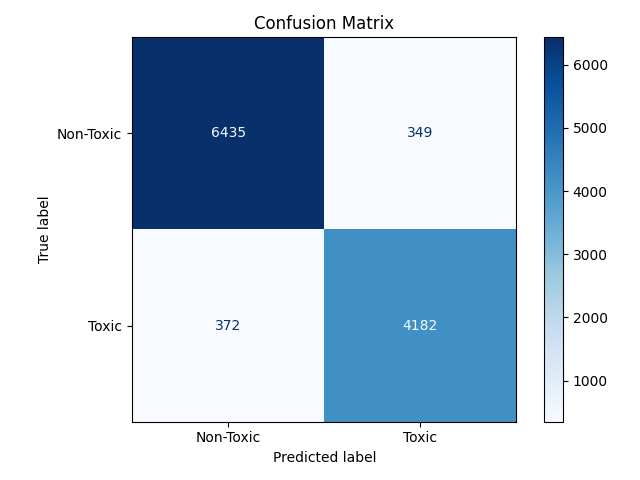 Confusion Matrix
True label
Non-Toxic
6435
349
Toxic
372
4182
Non-Toxic
Toxic
Predicted label
6000
5000
4000
3000
2000
1000